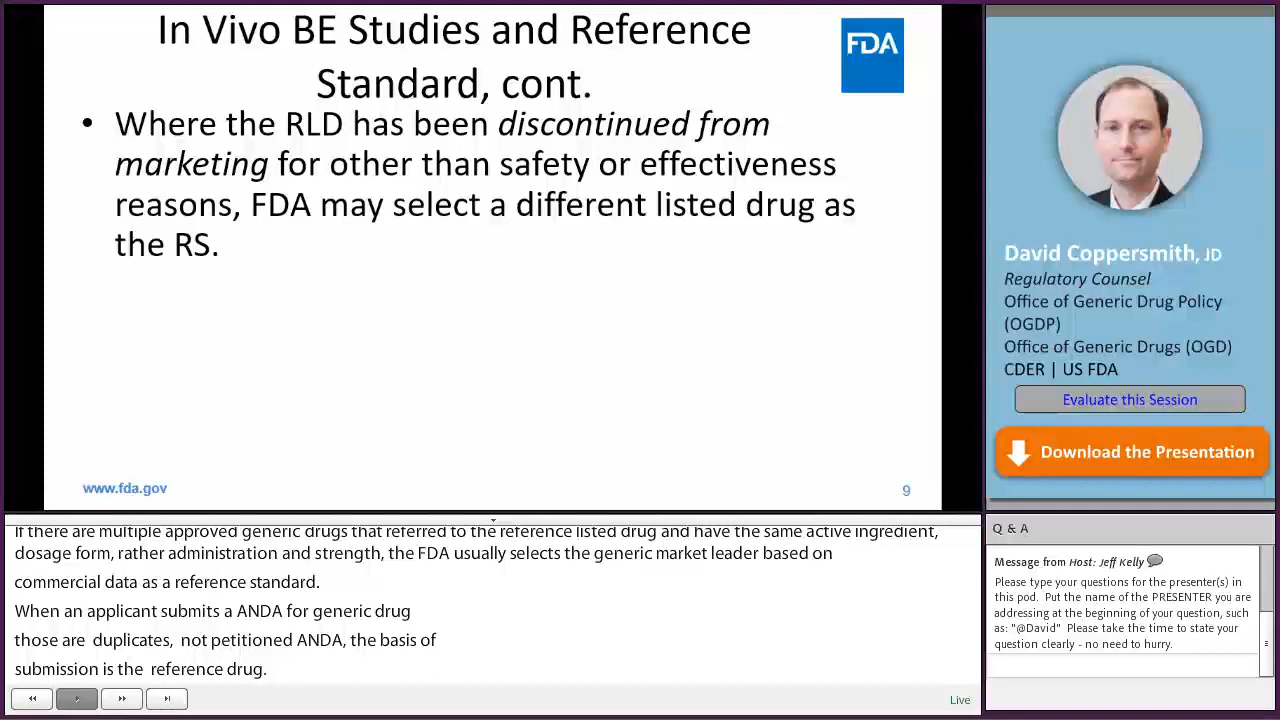 In Vivo BE Studies and Reference
Standard, cont.
FDA
• Where the RLD has been discontinued from
marketing for other than safety or effectiveness
reasons, FDA may select a different listed drug as
the RS.
www.fda.gov
9
David Coppersmith, JD
Regulatory Counsel
Office of Generic Drug Policy
(OGDP)
Office of Generic Drugs (OGD)
CDER | US FDA
Evaluate this Session
Download the Presentation
If there are multiple approved generic drugs that referred to the reference listed drug and have the same active ingredient,
dosage form, rather administration and strength, the FDA usually selects the generic market leader based on
commercial data as a reference standard.
When an applicant submits a ANDA for generic drug
those are duplicates, not petitioned ANDA, the basis of
submission is the reference drug.
Live
Q & A
Message from Host: Jeff Kelly
Please type your questions for the presenter(s) in
this pod. Put the name of the PRESENTER you are
addressing at the beginning of your question, such
as: "@David" Please take the time to state your
question clearly - no need to hurry.